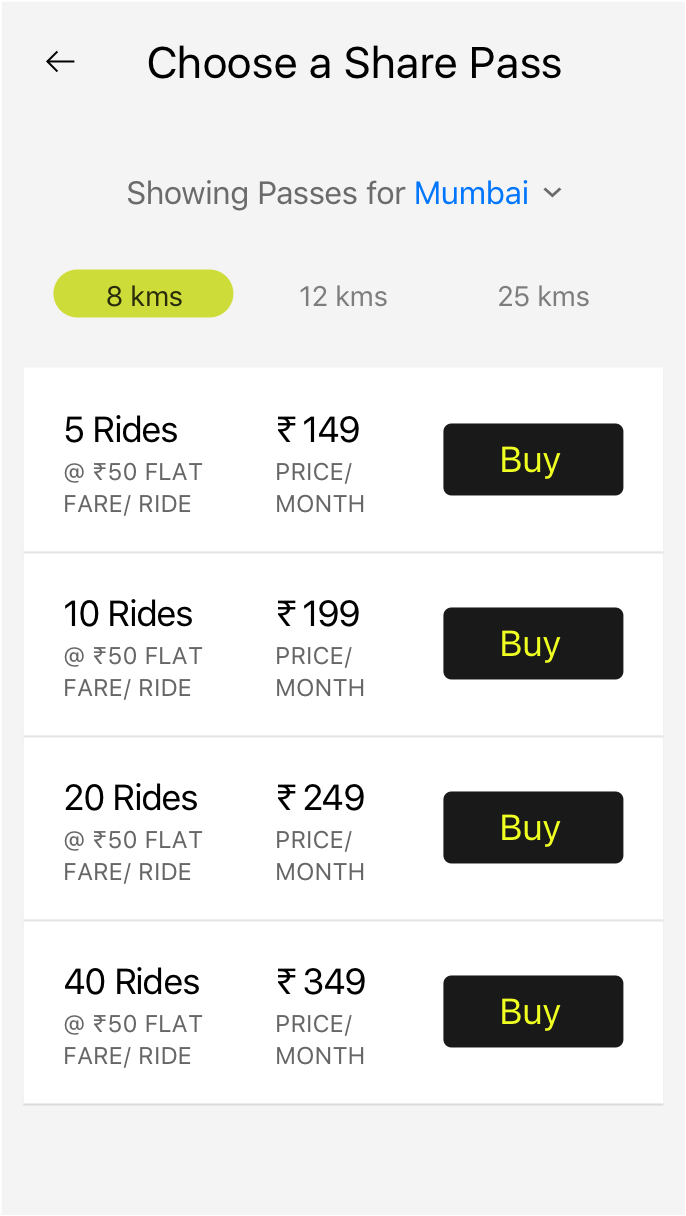 Choose a Share Pass
Showing Passes for Mumbai
8 kms 12 kms 25 kms
5 Rides ₹ 149 Buy
@ ₹50 FLAT PRICE/
FARE/ RIDE MONTH
10 Rides ₹ 199 Buy
@ ₹50 FLAT PRICE/
FARE/ RIDE MONTH
20 Rides ₹ 249 Buy
@ ₹50 FLAT PRICE/
FARE/ RIDE MONTH
40 Rides ₹ 349 Buy
@ ₹50 FLAT PRICE/
FARE/ RIDE MONTH